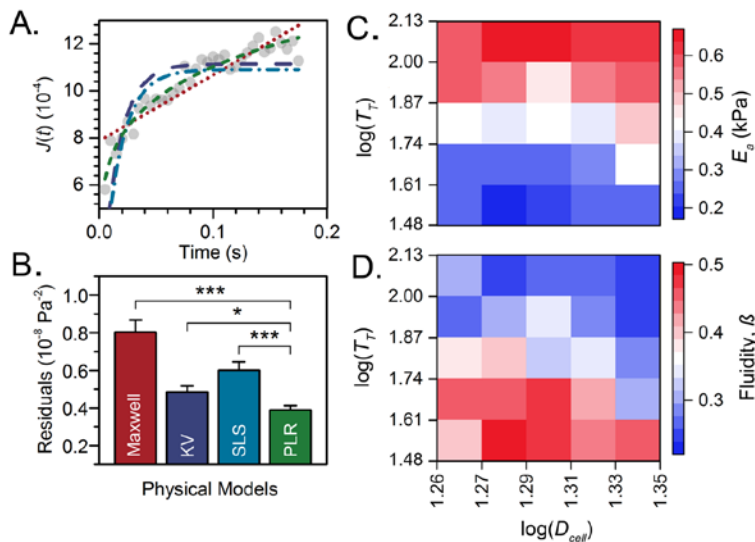 A.
J(t) (10⁻⁴)
12
10
8
6
0.0
0.1
0.2
Time (s)
B.
Residuals (10⁻⁸ Pa⁻²)
1.0
0.8
0.6
0.4
0.2
***
*
***
Maxwell
KV
SLS
PLR
Physical Models
C.
log(T_T)
2.13
2.00
1.87
1.74
1.61
1.48
0.6
0.5
0.4
0.3
0.2
E_a (kPa)
D.
log(T_T)
2.13
2.00
1.87
1.74
1.61
1.48
1.26
1.27
1.29
1.31
1.33
1.35
log(D_cell)
0.5
0.4
0.3
Fluidity, ß